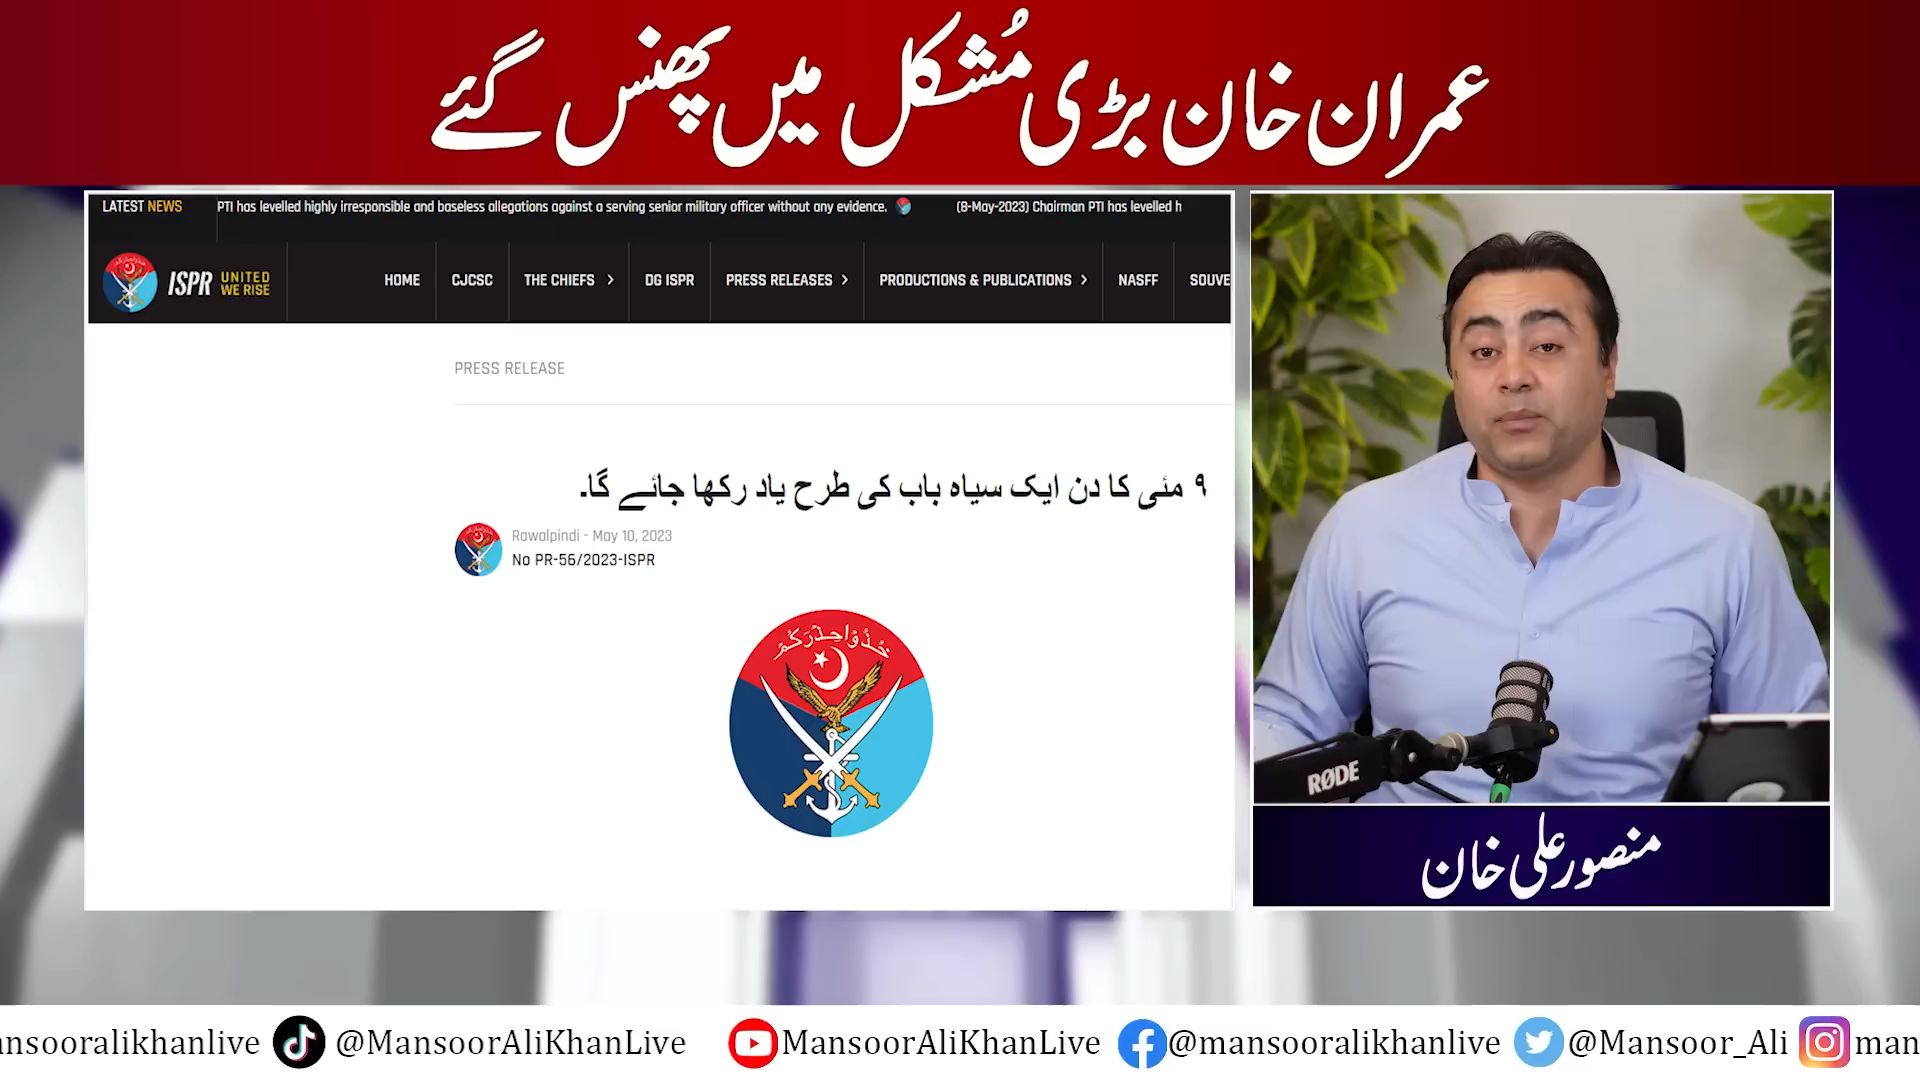 عمران خان بڑی مُشکل میں پھنس گئے
LATEST NEWS
PTI has levelled highly irresponsible and baseless allegations against a serving senior military officer without any evidence.
(8-May-2023) Chairman PTI has levelled h
ISPR UNITED WE RISE
HOME
CJCSC
THE CHIEFS
DG ISPR
PRESS RELEASES
PRODUCTIONS & PUBLICATIONS
NASFF
SOUVE
PRESS RELEASE
۹ مئی کا دن ایک سیاہ باب کی طرح یاد رکھا جائے گا۔
Rawalpindi - May 10, 2023
No PR-56/2023-ISPR
خُذُوْاحِذْرَكُمْ
RØDE
منصور علی خان
nsooralikhanlive @MansoorAliKhanLive MansoorAliKhanLive @mansooralikhanlive @Mansoor_Ali man